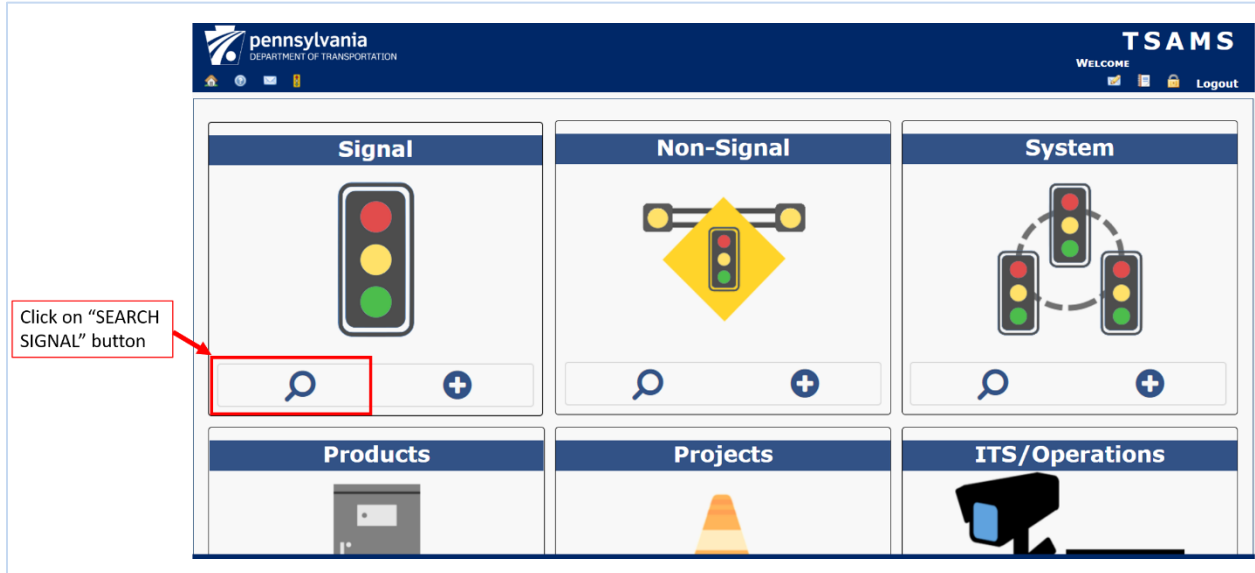 pennsylvania
DEPARTMENT OF TRANSPORTATION
TSAMS
WELCOME
Logout
Signal
Non-Signal
System
Click on “SEARCH
SIGNAL” button
Products
Projects
ITS/Operations